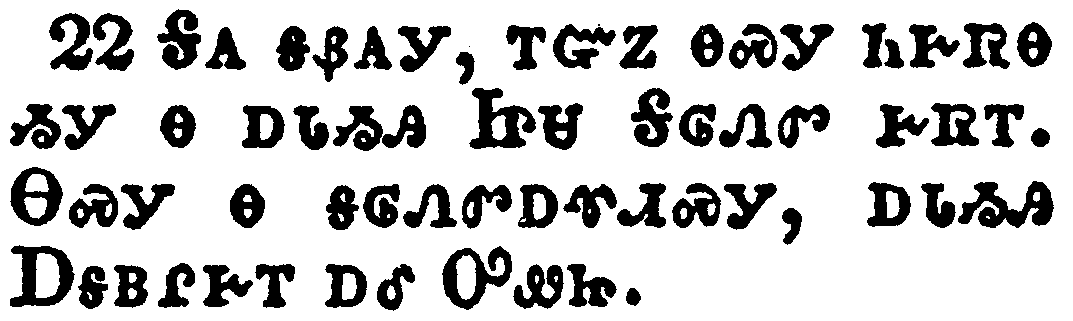 22 ᎦᎪ ᎦᏰᎪᎩ, ᎢᏳᏃ ᎾᏍᎩ ᏂᎨᏒᎾ
ᏱᎩ Ꮎ ᎠᏓᏱᎯ ᏥᏌ ᎦᎶᏁᏛ ᎨᏒᎢ.
ᎾᏍᎩ Ꮎ ᎦᎶᏁᏛᎠᏡᏗᏍᎩ, ᎠᏓᏱᎯ
ᎠᎦᏴᎵᎨᎢ ᎠᎴ ᎤᏪᏥ.